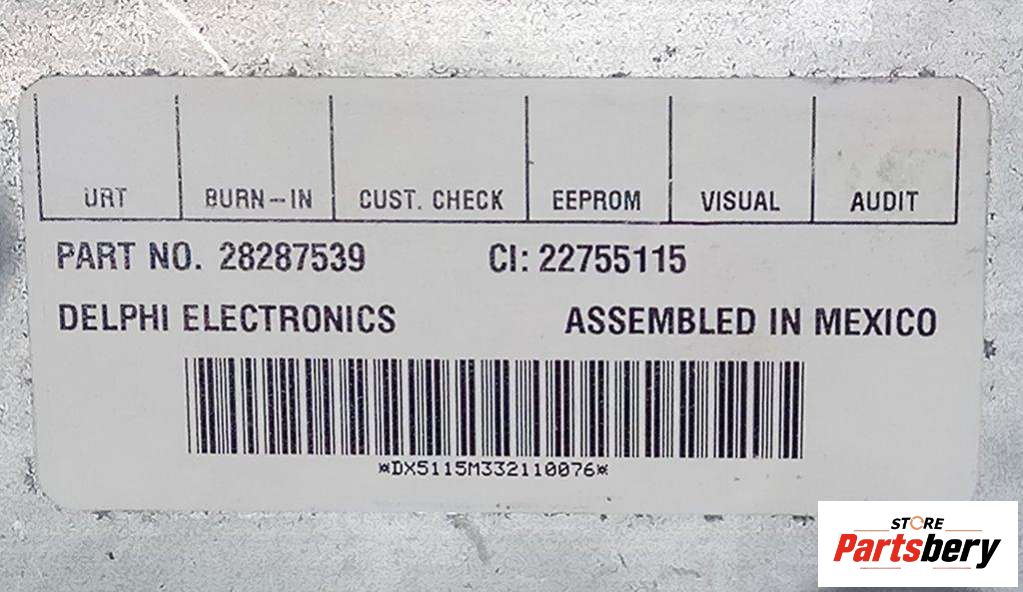 URT BURN-IN CUST. CHECK EEPROM VISUAL AUDIT
PART NO. 28287539 CI: 22755115
DELPHI ELECTRONICS ASSEMBLED IN MEXICO
*DX5115M332110076*
STORE
Partsbery